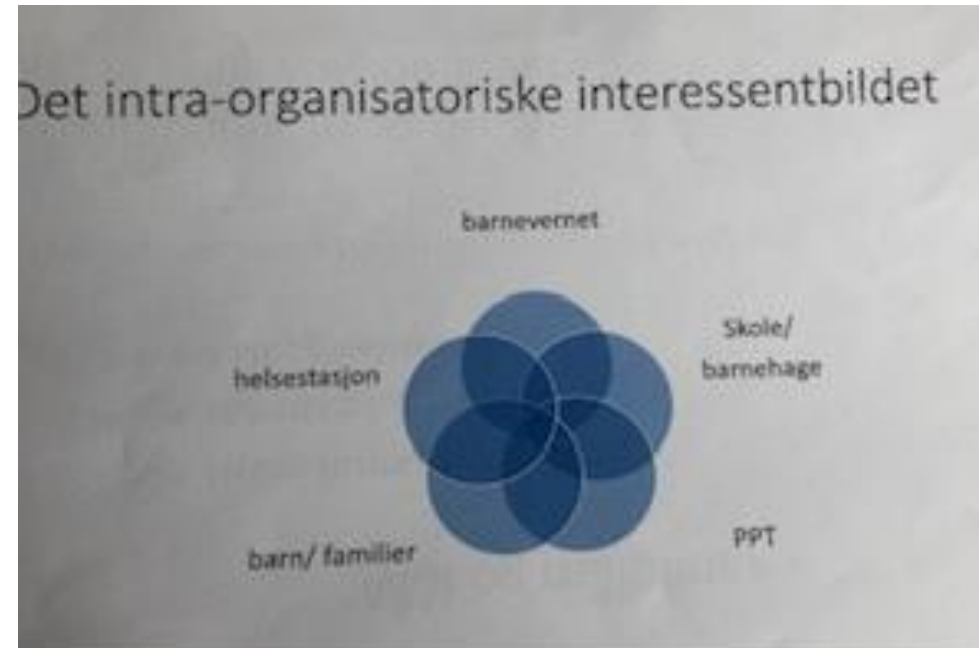 Det intra-organisatoriske interessentbildet
barnevernet
Skole/
barnehage
helsestasjon
PPT
barn/ familier